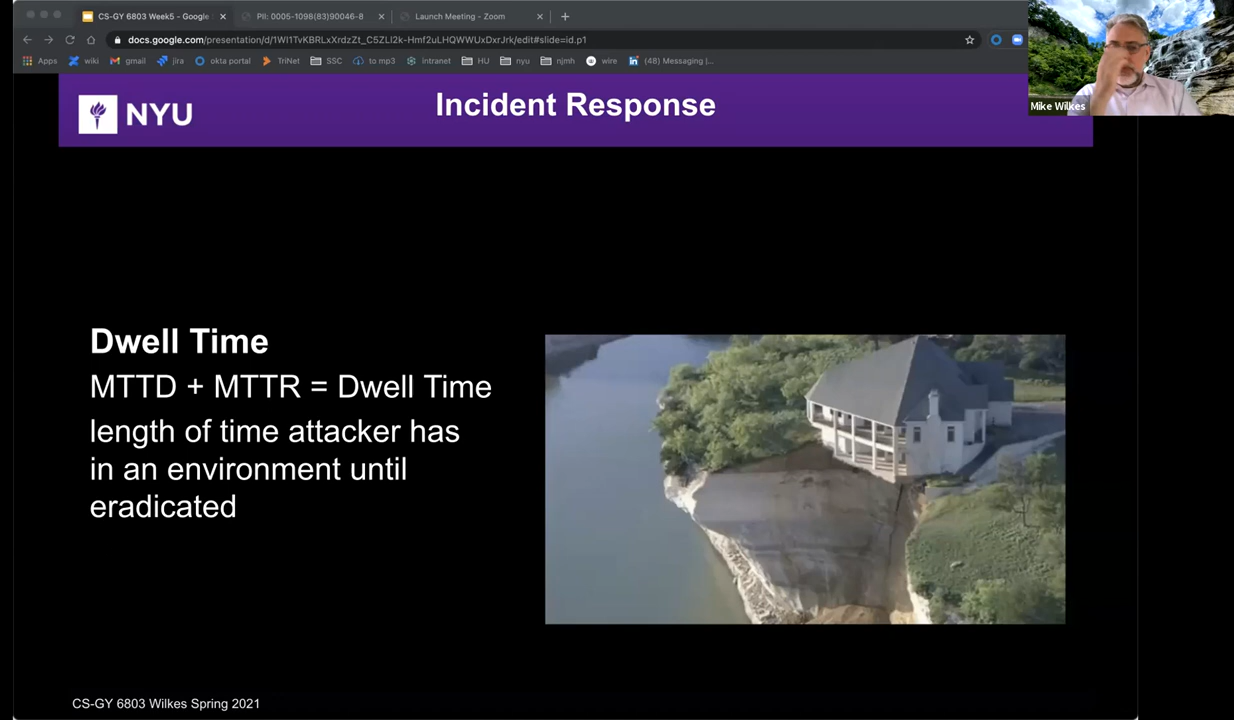 CS-GY 6803 Week5 - Google
PII: 0005-1098(83)90046-8
Launch Meeting - Zoom
docs.google.com/presentation/d/1WI1TvKBRLxXrdzZt_C5ZLI2k-Hmf2uLHQWWUxDxrJrk/edit#slide=id.p1
Apps wiki gmail jira okta portal TriNet SSC to mp3 intranet HU nyu njmh wire (48) Messaging |...
Mike Wilkes
NYU
Incident Response
Dwell Time
MTTD + MTTR = Dwell Time
length of time attacker has
in an environment until
eradicated
CS-GY 6803 Wilkes Spring 2021